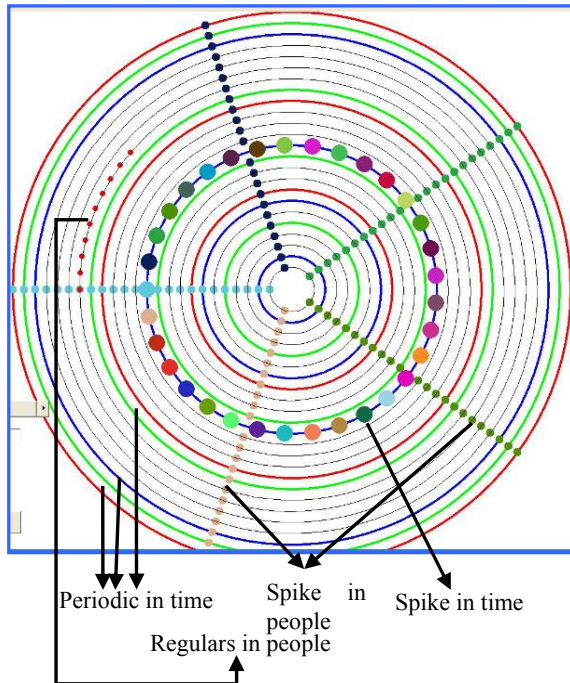 Periodic in time
Spike in
people
Spike in time
Regulars in people